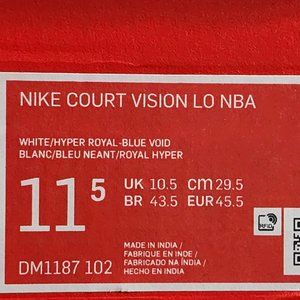 NIKE COURT VISION LO NBA
WHITE/HYPER ROYAL-BLUE VOID
BLANC/BLEU NEANT/ROYAL HYPER
11 5 UK 10.5 CM 29.5
BR 43.5 EUR 45.5
MADE IN INDIA /
FABRIQUE EN INDE /
FABRICADO NA ÍNDIA /
HECHO EN INDIA
DM1187 102
RFID